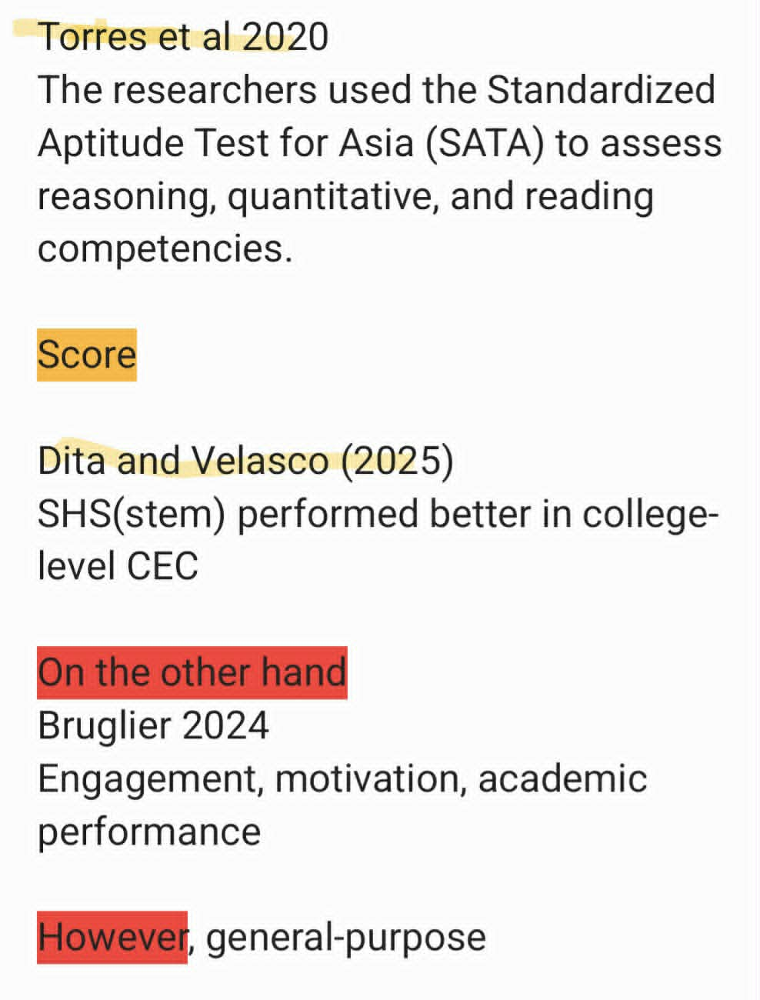 Torres et al 2020
The researchers used the Standardized
Aptitude Test for Asia (SATA) to assess
reasoning, quantitative, and reading
competencies.
Score
Dita and Velasco (2025)
SHS(stem) performed better in college-
level CEC
On the other hand
Bruglier 2024
Engagement, motivation, academic
performance
However, general-purpose